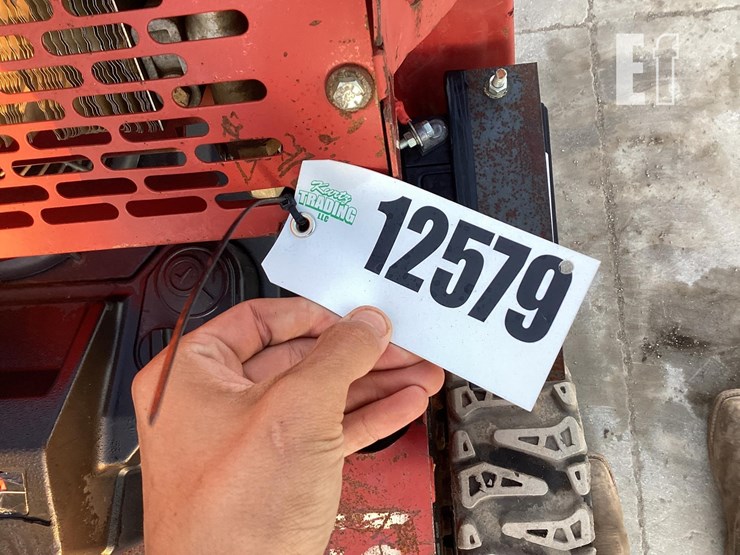 Ef
Kurtz
TRADING
LLC
12579